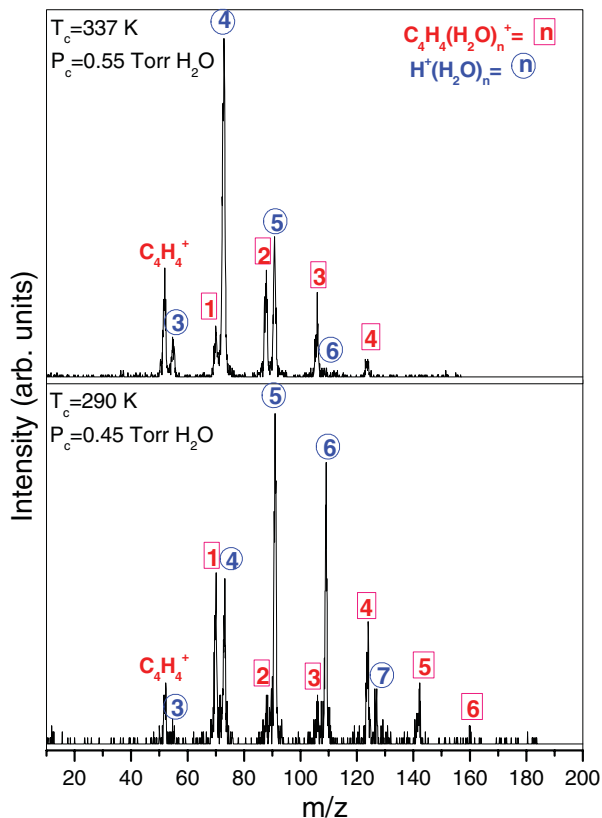 T_c=337 K
P_c=0.55 Torr H₂O
C₄H₄(H₂O)ₙ⁺= n
H⁺(H₂O)ₙ= n
C₄H₄⁺
3
1
4
2
5
3
6
4
T_c=290 K
P_c=0.45 Torr H₂O
C₄H₄⁺
3
1
4
2
5
3
6
4
7
5
6
Intensity (arb. units)
20 40 60 80 100 120 140 160 180 200
m/z